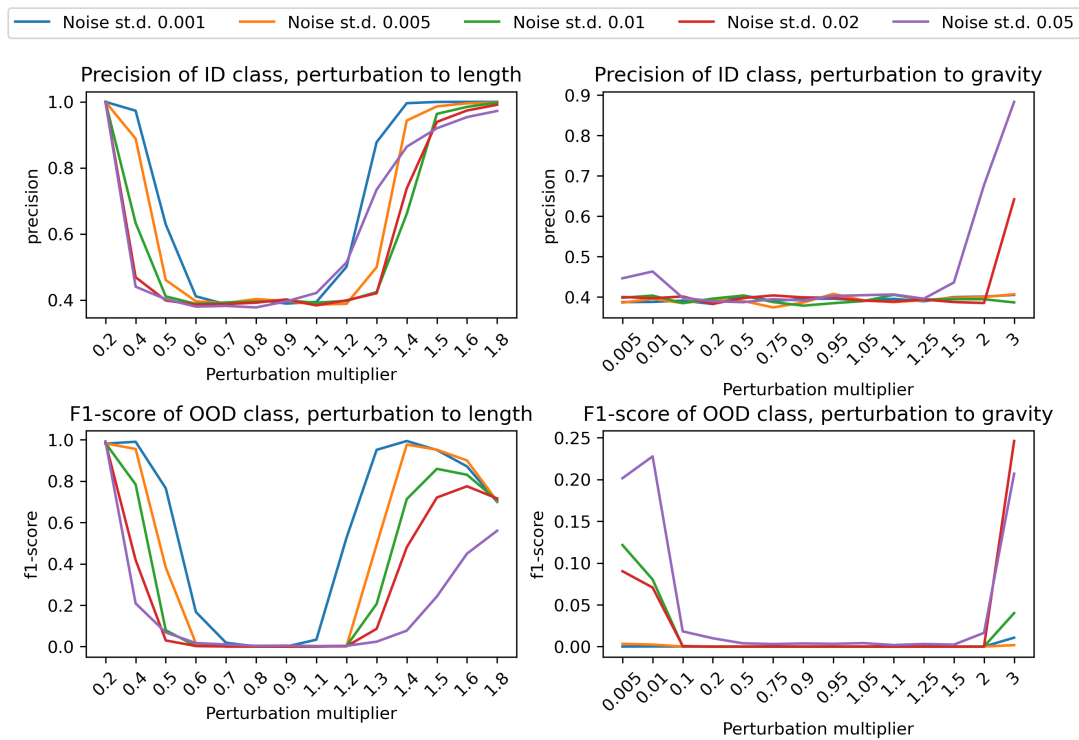 Noise st.d. 0.001 Noise st.d. 0.005 Noise st.d. 0.01 Noise st.d. 0.02 Noise st.d. 0.05
Precision of ID class, perturbation to length
precision
1.0
0.8
0.6
0.4
0.2 0.4 0.5 0.6 0.7 0.8 0.9 1.1 1.2 1.3 1.4 1.5 1.6 1.8
Perturbation multiplier
Precision of ID class, perturbation to gravity
precision
0.9
0.8
0.7
0.6
0.5
0.4
0.005 0.01 0.1 0.2 0.5 0.75 0.9 0.95 1.05 1.1 1.25 1.5 2 3
Perturbation multiplier
F1-score of OOD class, perturbation to length
f1-score
1.0
0.8
0.6
0.4
0.2
0.0
0.2 0.4 0.5 0.6 0.7 0.8 0.9 1.1 1.2 1.3 1.4 1.5 1.6 1.8
Perturbation multiplier
F1-score of OOD class, perturbation to gravity
f1-score
0.25
0.20
0.15
0.10
0.05
0.00
0.005 0.01 0.1 0.2 0.5 0.75 0.9 0.95 1.05 1.1 1.25 1.5 2 3
Perturbation multiplier